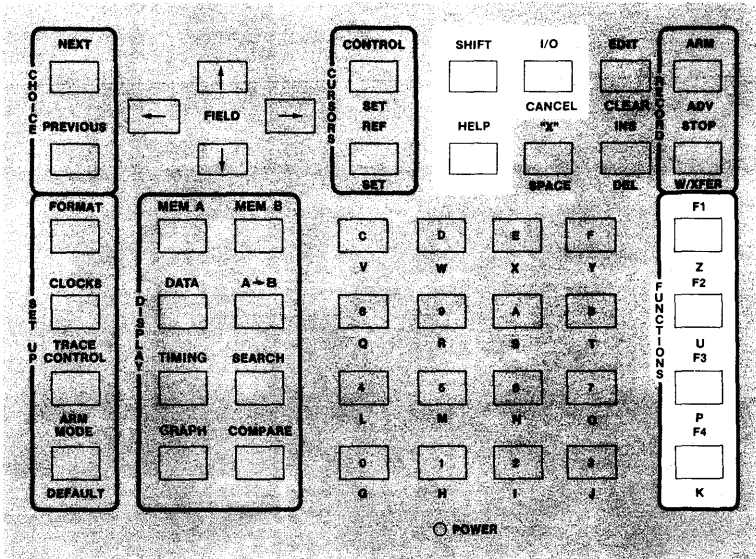 NEXT
CONTROL
SHIFT
I/O
EDIT
ARM
CHOICE
CURSORS
RECORD
↑
SET
CANCEL
CLEAR
ADV
←
FIELD
→
PREVIOUS
REF
HELP
"X"
INS
STOP
↓
SET
SPACE
DEL
W/XFER
FORMAT
MEM A
MEM B
F1
C
D
E
F
V
W
X
Y
Z
SET UP
CLOCKS
DISPLAY
DATA
A→B
FUNCTIONS
F2
8
9
A
B
Q
R
S
T
U
TRACE
CONTROL
TIMING
SEARCH
F3
4
5
6
7
L
M
N
O
P
ARM
MODE
GRAPH
COMPARE
F4
0
1
2
3
DEFAULT
G
H
I
J
K
POWER